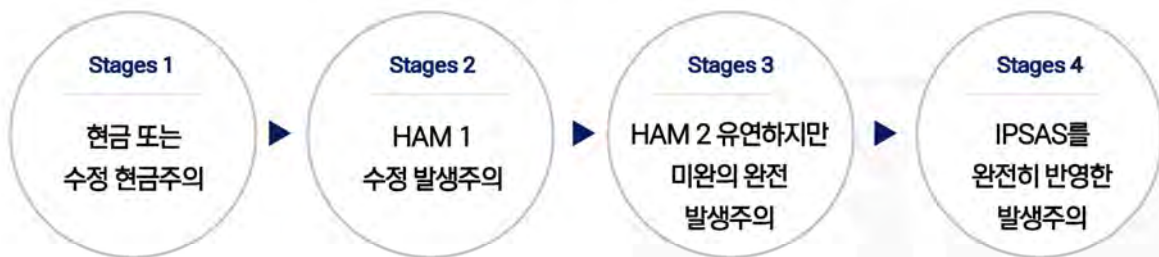 Stages 1
현금 또는
수정 현금주의
Stages 2
HAM 1
수정 발생주의
Stages 3
HAM 2 유연하지만
미완의 완전
발생주의
Stages 4
IPSAS를
완전히 반영한
발생주의